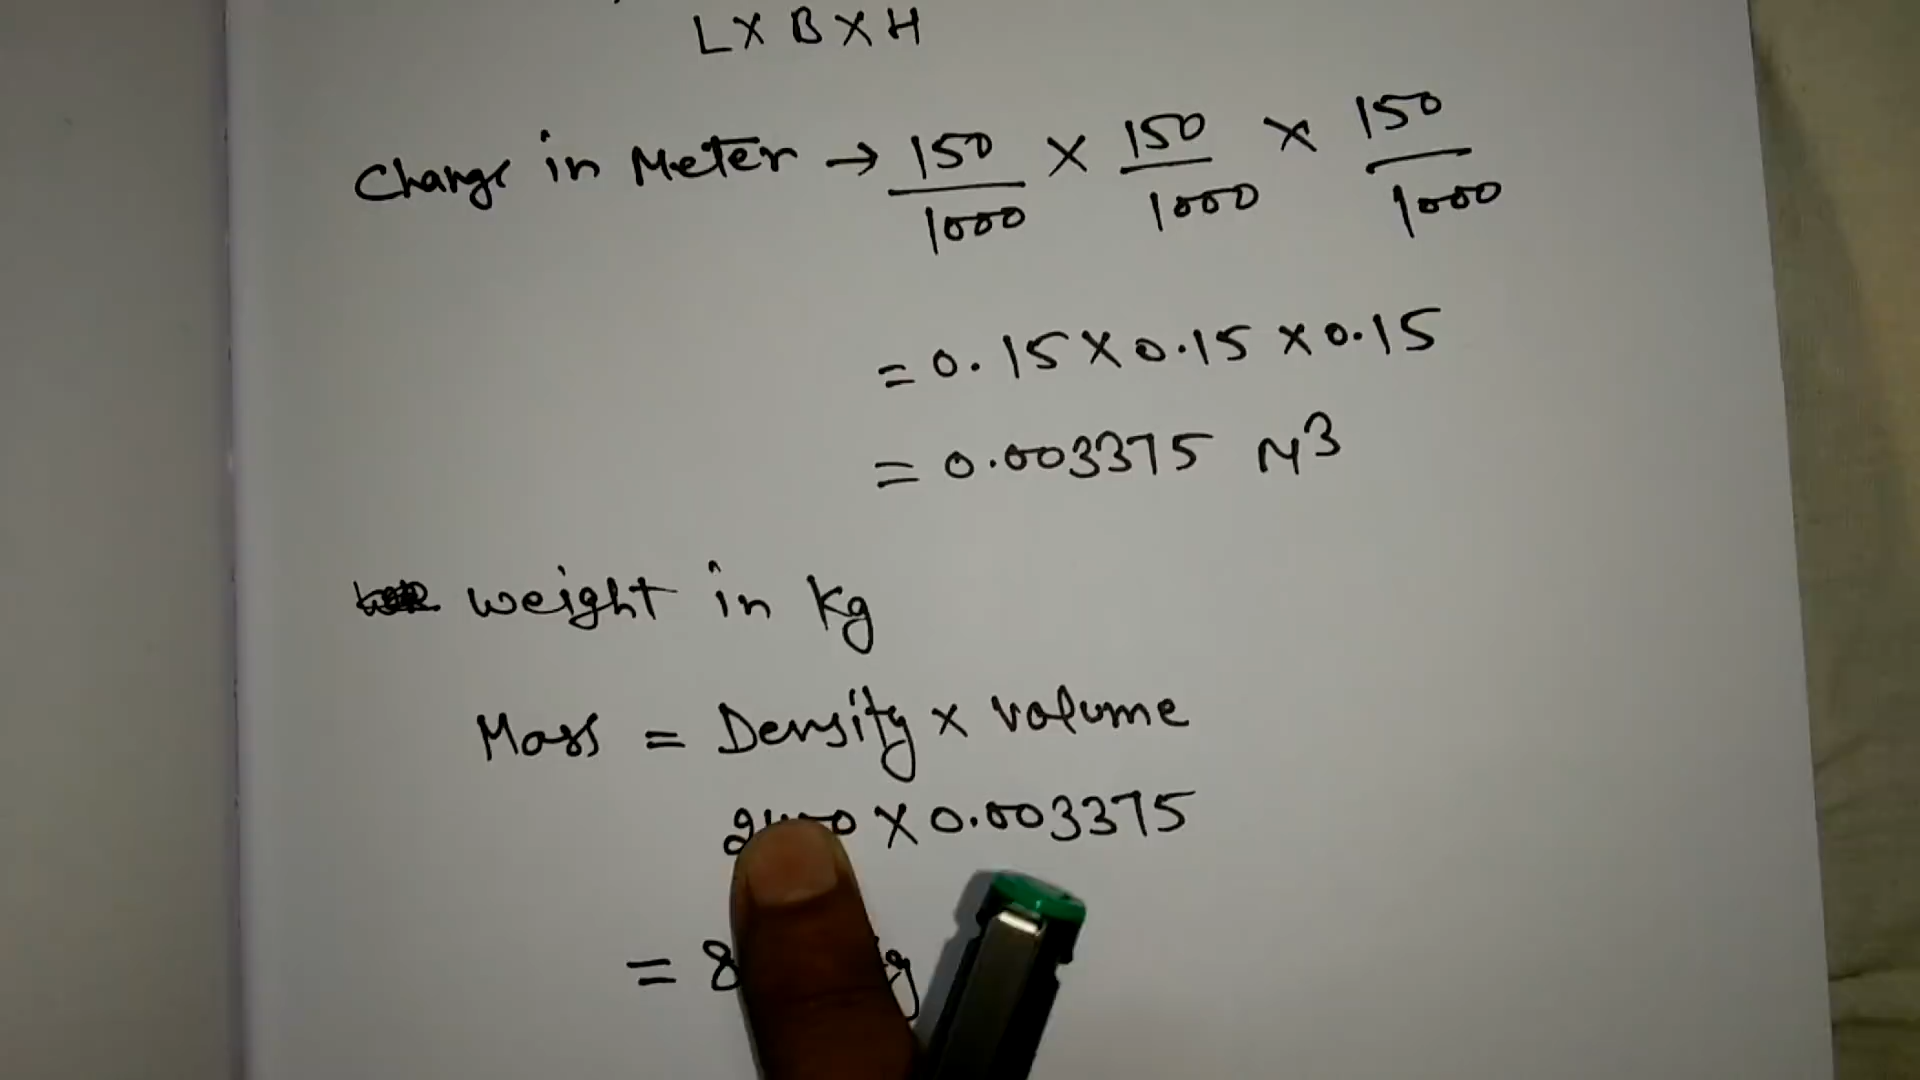 L X B X H
Change in Meter → 150/1000 X 150/1000 X 150/1000
= 0.15 X 0.15 X 0.15
= 0.003375 M³
weight in kg
Mass = Density x volume
X 0.003375
= 8